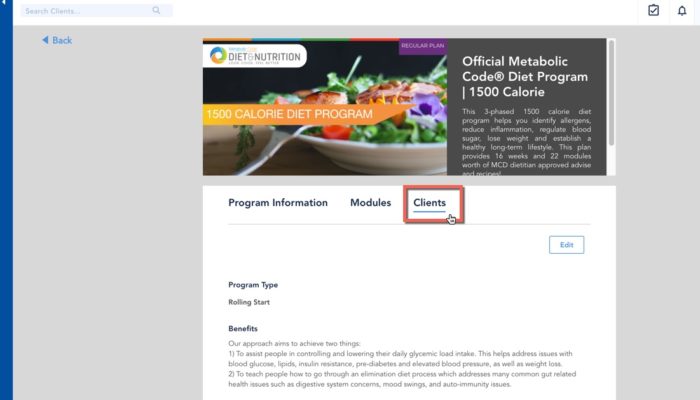 Search Clients...
Back
Metabolic Code
DIET&NUTRITION
REGULAR PLAN
1500 CALORIE DIET PROGRAM
Official Metabolic
Code® Diet Program
| 1500 Calorie
This 3-phased 1500 calorie diet
program helps you identify allergens,
reduce inflammation, regulate blood
sugar, lose weight and establish a
healthy long-term lifestyle. This plan
provides 16 weeks and 22 modules
worth of MCD dietitian approved advise
and recipes!
Program Information
Modules
Clients
Edit
Program Type
Rolling Start
Benefits
Our approach aims to achieve two things:
1) To assist people in controlling and lowering their daily glycemic load intake. This helps address issues with
blood glucose, lipids, insulin resistance, pre-diabetes and elevated blood pressure, as well as weight loss.
2) To teach people how to go through an elimination diet process which addresses many common gut related
health issues such as digestive system concerns, mood swings, and auto-immunity issues.